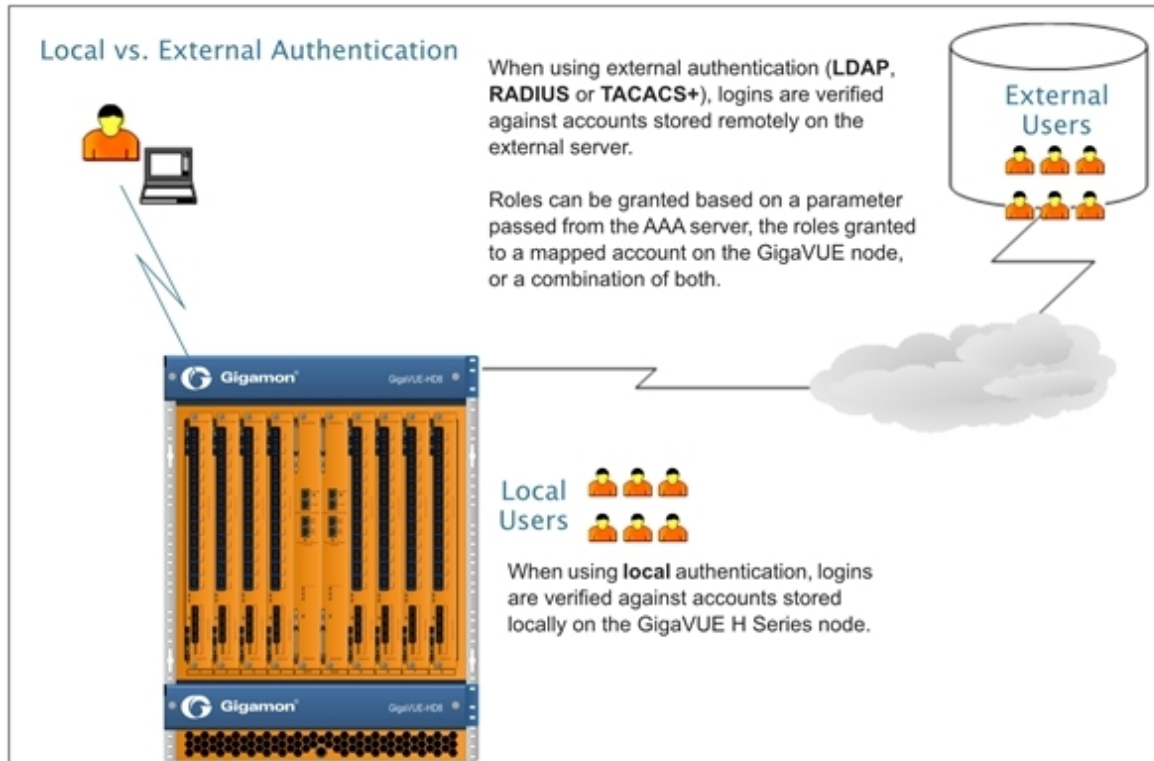 Local vs. External Authentication
When using external authentication (LDAP,
RADIUS or TACACS+), logins are verified
against accounts stored remotely on the
external server.
Roles can be granted based on a parameter
passed from the AAA server, the roles granted
to a mapped account on the GigaVUE node,
or a combination of both.
External
Users
Gigamon®
GigaVUE-HD8
Local
Users
When using local authentication, logins
are verified against accounts stored
locally on the GigaVUE H Series node.
Gigamon®
GigaVUE-HD8